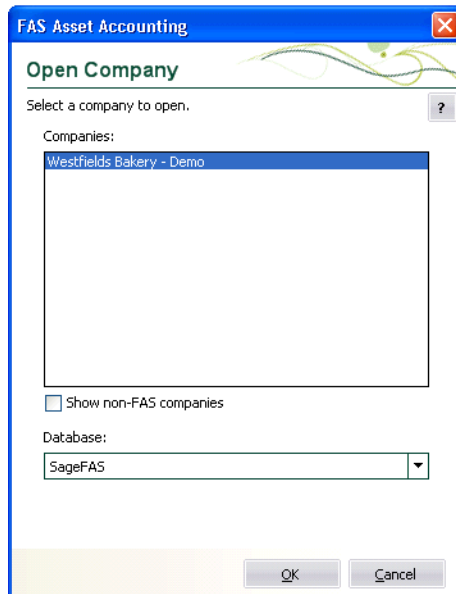 FAS Asset Accounting
Open Company
Select a company to open.
?
Companies:
Westfields Bakery - Demo
Show non-FAS companies
Database:
SageFAS
OK Cancel